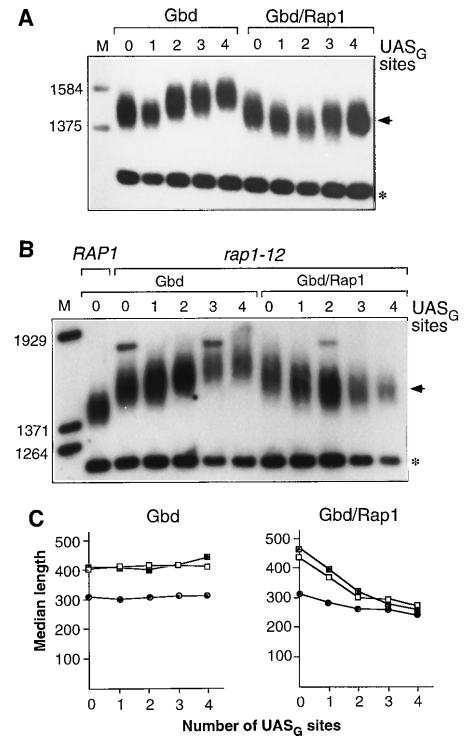 A
Gbd Gbd/Rap1
M 0 1 2 3 4 0 1 2 3 4 UASG sites
1584
1375
*
B
RAP1 rap1-12
Gbd Gbd/Rap1
M 0 0 1 2 3 4 0 1 2 3 4 UASG sites
1929
1371
1264
*
C
Gbd Gbd/Rap1
Median length
500 500
400 400
300 300
200 200
100 100
0 1 2 3 4 0 1 2 3 4
Number of UASG sites